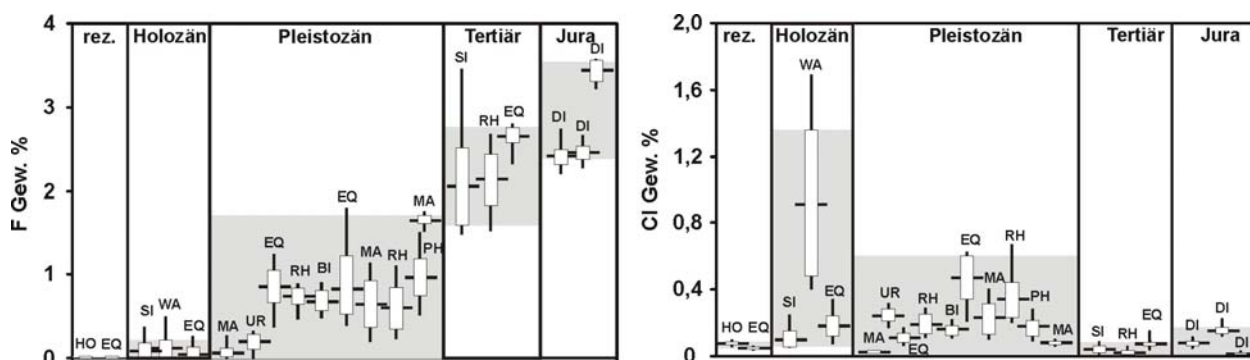 F Gew. %
4
3
2
1
0
rez. Holozän Pleistozän Tertiär Jura
HO EQ
SI WA EQ
MA UR EQ RH BI EQ MA RH PH MA
SI RH EQ
DI DI DI
Cl Gew. %
2,0
1,6
1,2
0,8
0,4
0
rez. Holozän Pleistozän Tertiär Jura
HO EQ
SI WA EQ
MA UR EQ RH BI EQ MA RH PH MA
SI RH EQ
DI DI DI